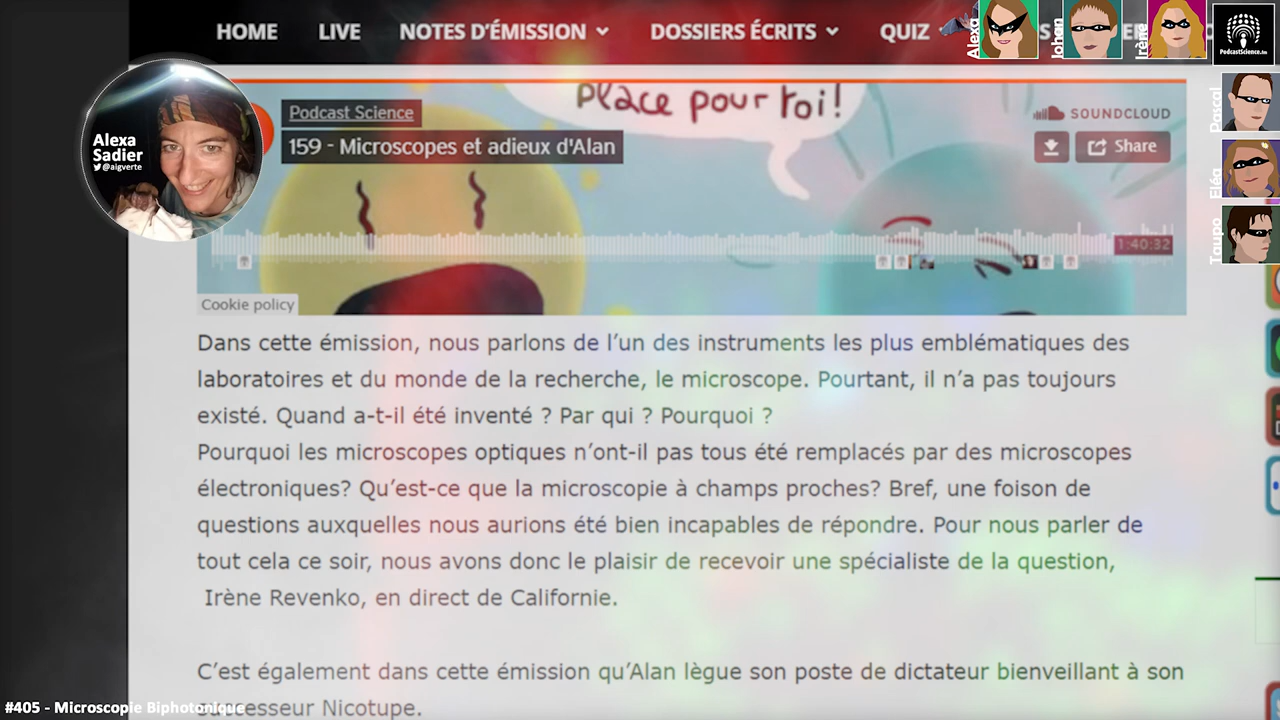 HOME LIVE NOTES D'ÉMISSION DOSSIERS ÉCRITS QUIZ
Alexa
Johan
Irène
PodcastScience.fm
Place pour toi!
Podcast Science
159 - Microscopes et adieux d'Alan
SOUNDCLOUD
Share
Alexa
Sadier
@aigverte
Pascal
Eléa
Taupo
1:40:32
Cookie policy
Dans cette émission, nous parlons de l'un des instruments les plus emblématiques des
laboratoires et du monde de la recherche, le microscope. Pourtant, il n'a pas toujours
existé. Quand a-t-il été inventé ? Par qui ? Pourquoi ?
Pourquoi les microscopes optiques n'ont-il pas tous été remplacés par des microscopes
électroniques? Qu'est-ce que la microscopie à champs proches? Bref, une foison de
questions auxquelles nous aurions été bien incapables de répondre. Pour nous parler de
tout cela ce soir, nous avons donc le plaisir de recevoir une spécialiste de la question,
Irène Revenko, en direct de Californie.
C'est également dans cette émission qu'Alan lègue son poste de dictateur bienveillant à son
successeur Nicotupe.
#405 - Microscopie Biphotonique